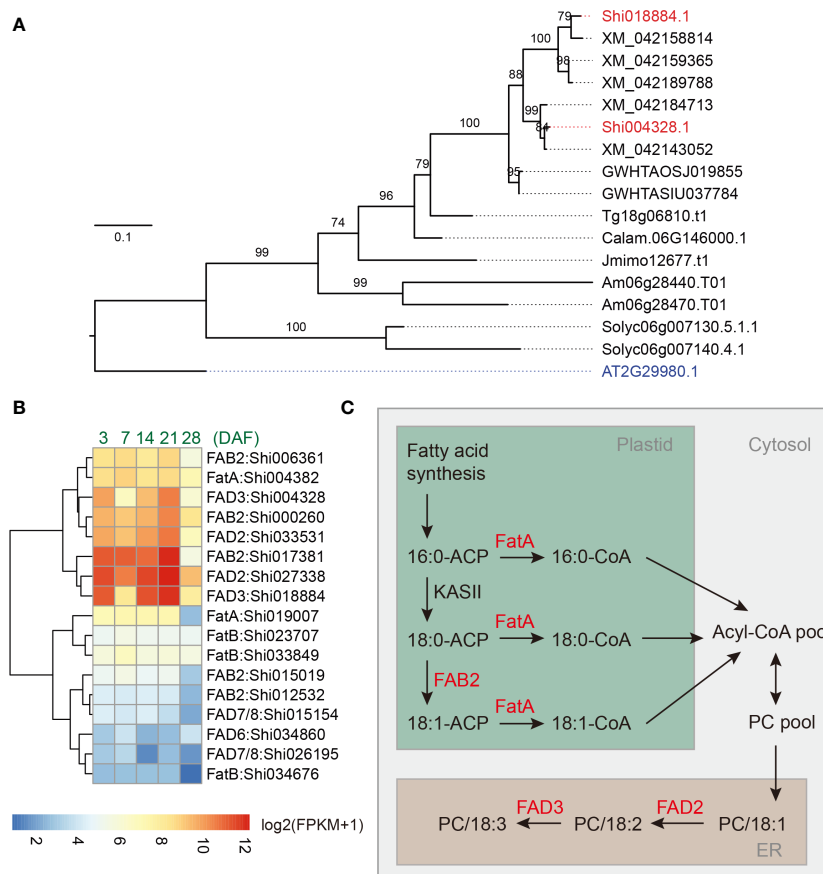 A
79
Shi018884.1
XM_042158814
100
98
XM_042159365
XM_042189788
88
XM_042184713
99
84
Shi004328.1
100
XM_042143052
95
GWHTAOSJ019855
79
GWHTASIU037784
96
Tg18g06810.t1
74
Calam.06G146000.1
0.1
99
Jmimo12677.t1
99
Am06g28440.T01
Am06g28470.T01
100
Solyc06g007130.5.1.1
Solyc06g007140.4.1
AT2G29980.1
B
3 7 14 21 28 (DAF)
FAB2:Shi006361
FatA:Shi004382
FAD3:Shi004328
FAB2:Shi000260
FAD2:Shi033531
FAB2:Shi017381
FAD2:Shi027338
FAD3:Shi018884
FatA:Shi019007
FatB:Shi023707
FatB:Shi033849
FAB2:Shi015019
FAB2:Shi012532
FAD7/8:Shi015154
FAD6:Shi034860
FAD7/8:Shi026195
FatB:Shi034676
log2(FPKM+1)
2 4 6 8 10 12
C
Plastid
Cytosol
Fatty acid
synthesis
16:0-ACP FatA 16:0-CoA
KASII
18:0-ACP FatA 18:0-CoA
Acyl-CoA poo
FAB2
18:1-ACP FatA 18:1-CoA
PC pool
PC/18:3 FAD3 PC/18:2 FAD2 PC/18:1
ER